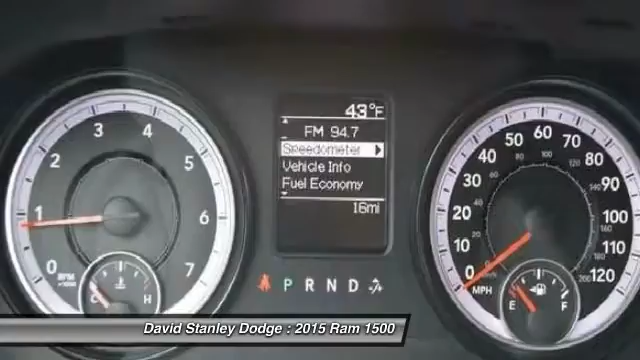 43°F
FM 94.7
Speedometer
Vehicle Info
Fuel Economy
16mi
P R N D
0 1 2 3 4 5 6 7
RPM
C H
0 10 20 30 40 50 60 70 80 90 100 110 120
MPH
E F
David Stanley Dodge : 2015 Ram 1500